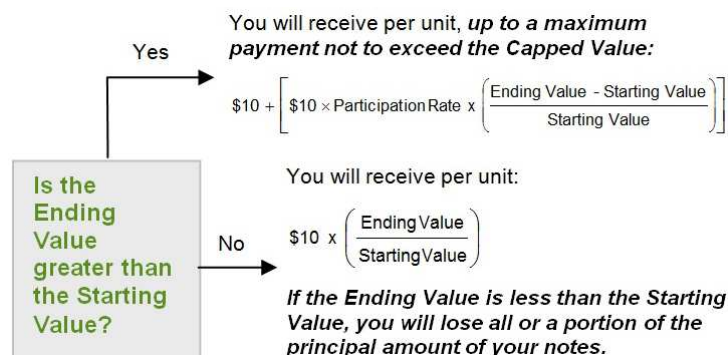 You will receive per unit, up to a maximum
payment not to exceed the Capped Value:
Yes
$10 + [ $10 × Participation Rate x ( Ending Value - Starting Value / Starting Value ) ]
Is the
Ending
Value
greater than
the Starting
Value?
No
You will receive per unit:
$10 x ( Ending Value / Starting Value )
If the Ending Value is less than the Starting
Value, you will lose all or a portion of the
principal amount of your notes.